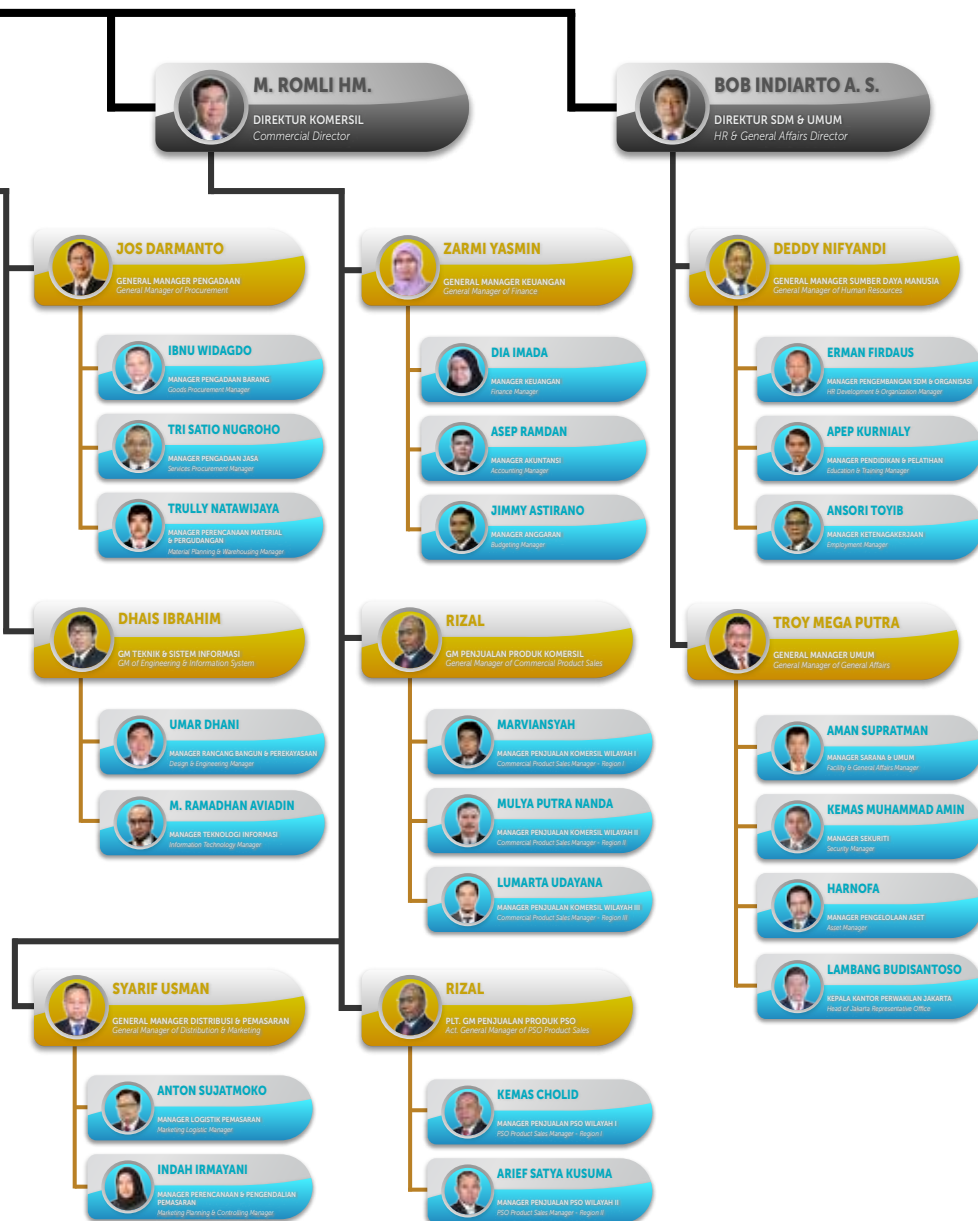 M. ROMLI HM.
DIREKTUR KOMERSIL
Commercial Director
BOB INDIARTO A. S.
DIREKTUR SDM & UMUM
HR & General Affairs Director
JOS DARMANTO
GENERAL MANAGER PENGADAAN
General Manager of Procurement
IBNU WIDAGDO
MANAGER PENGADAAN BARANG
Goods Procurement Manager
TRI SATIO NUGROHO
MANAGER PENGADAAN JASA
Services Procurement Manager
TRULLY NATAWIJAYA
MANAGER PERENCANAAN MATERIAL
& PERGUDANGAN
Material Planning & Warehousing Manager
DHAIS IBRAHIM
GM TEKNIK & SISTEM INFORMASI
GM of Engineering & Information System
UMAR DHANI
MANAGER RANCANG BANGUN & PEREKAYASAAN
Design & Engineering Manager
M. RAMADHAN AVIADIN
MANAGER TEKNOLOGI INFORMASI
Information Technology Manager
ZARMI YASMIN
GENERAL MANAGER KEUANGAN
General Manager of Finance
DIA IMADA
MANAGER KEUANGAN
Finance Manager
ASEP RAMDAN
MANAGER AKUNTANSI
Accounting Manager
JIMMY ASTIRANO
MANAGER ANGGARAN
Budgeting Manager
RIZAL
GM PENJUALAN PRODUK KOMERSIL
General Manager of Commercial Product Sales
MARVIANSYAH
MANAGER PENJUALAN KOMERSIL WILAYAH I
Commercial Product Sales Manager - Region I
MULYA PUTRA NANDA
MANAGER PENJUALAN KOMERSIL WILAYAH II
Commercial Product Sales Manager - Region II
LUMARTA UDAYANA
MANAGER PENJUALAN KOMERSIL WILAYAH III
Commercial Product Sales Manager - Region III
SYARIF USMAN
GENERAL MANAGER DISTRIBUSI & PEMASARAN
General Manager of Distribution & Marketing
ANTON SUJATMOKO
MANAGER LOGISTIK PEMASARAN
Marketing Logistic Manager
INDAH IRMAYANI
MANAGER PERENCANAAN & PENGENDALIAN
PEMASARAN
Marketing Planning & Controlling Manager
RIZAL
PLT. GM PENJUALAN PRODUK PSO
Act. General Manager of PSO Product Sales
KEMAS CHOLID
MANAGER PENJUALAN PSO WILAYAH I
PSO Product Sales Manager - Region I
ARIEF SATYA KUSUMA
MANAGER PENJUALAN PSO WILAYAH II
PSO Product Sales Manager - Region II
DEDDY NIFYANDI
GENERAL MANAGER SUMBER DAYA MANUSIA
General Manager of Human Resources
ERMAN FIRDAUS
MANAGER PENGEMBANGAN SDM & ORGANISASI
HR Development & Organization Manager
APEP KURNIALY
MANAGER PENDIDIKAN & PELATIHAN
Education & Training Manager
ANSORI TOYIB
MANAGER KETENAGAKERJAAN
Employment Manager
TROY MEGA PUTRA
GENERAL MANAGER UMUM
General Manager of General Affairs
AMAN SUPRATMAN
MANAGER SARANA & UMUM
Facility & General Affairs Manager
KEMAS MUHAMMAD AMIN
MANAGER SEKURITI
Security Manager
HARNOFA
MANAGER PENGELOLAAN ASET
Asset Manager
LAMBANG BUDISANTOSO
KEPALA KANTOR PERWAKILAN JAKARTA
Head of Jakarta Representative Office